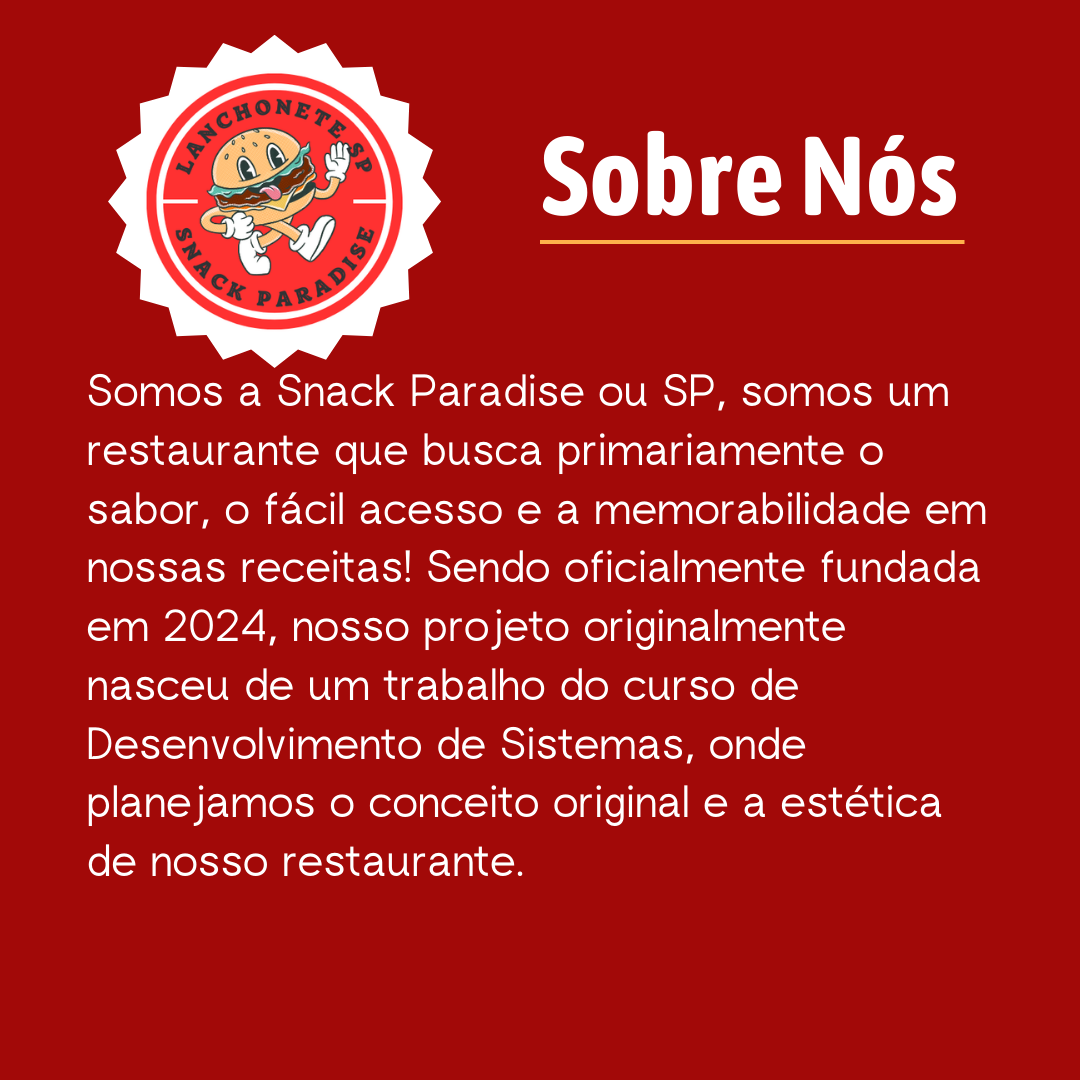 LANCHONETE SP
SNACK PARADISE
Sobre Nós
Somos a Snack Paradise ou SP, somos um
restaurante que busca primariamente o
sabor, o fácil acesso e a memorabilidade em
nossas receitas! Sendo oficialmente fundada
em 2024, nosso projeto originalmente
nasceu de um trabalho do curso de
Desenvolvimento de Sistemas, onde
planejamos o conceito original e a estética
de nosso restaurante.